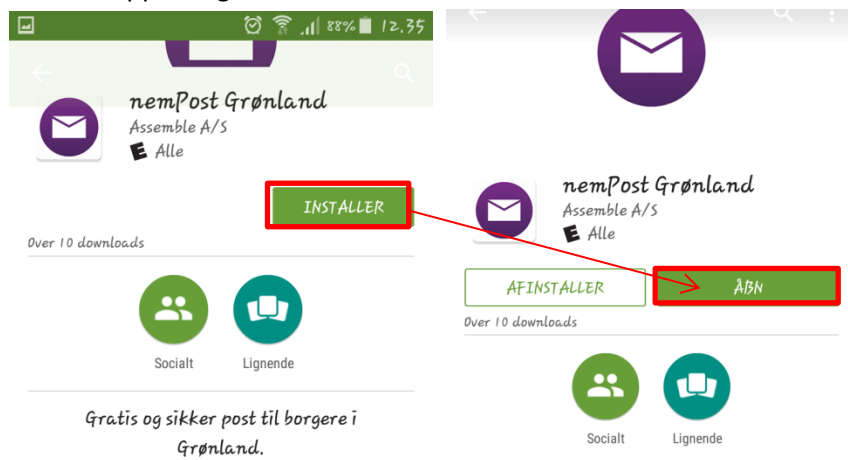 88% 12.35
nemPost Grønland
Assemble A/S
E Alle
INSTALLER
Over 10 downloads
Socialt Lignende
Gratis og sikker post til borgere i
Grønland.
nemPost Grønland
Assemble A/S
E Alle
AFINSTALLER ÅBN
Over 10 downloads
Socialt Lignende